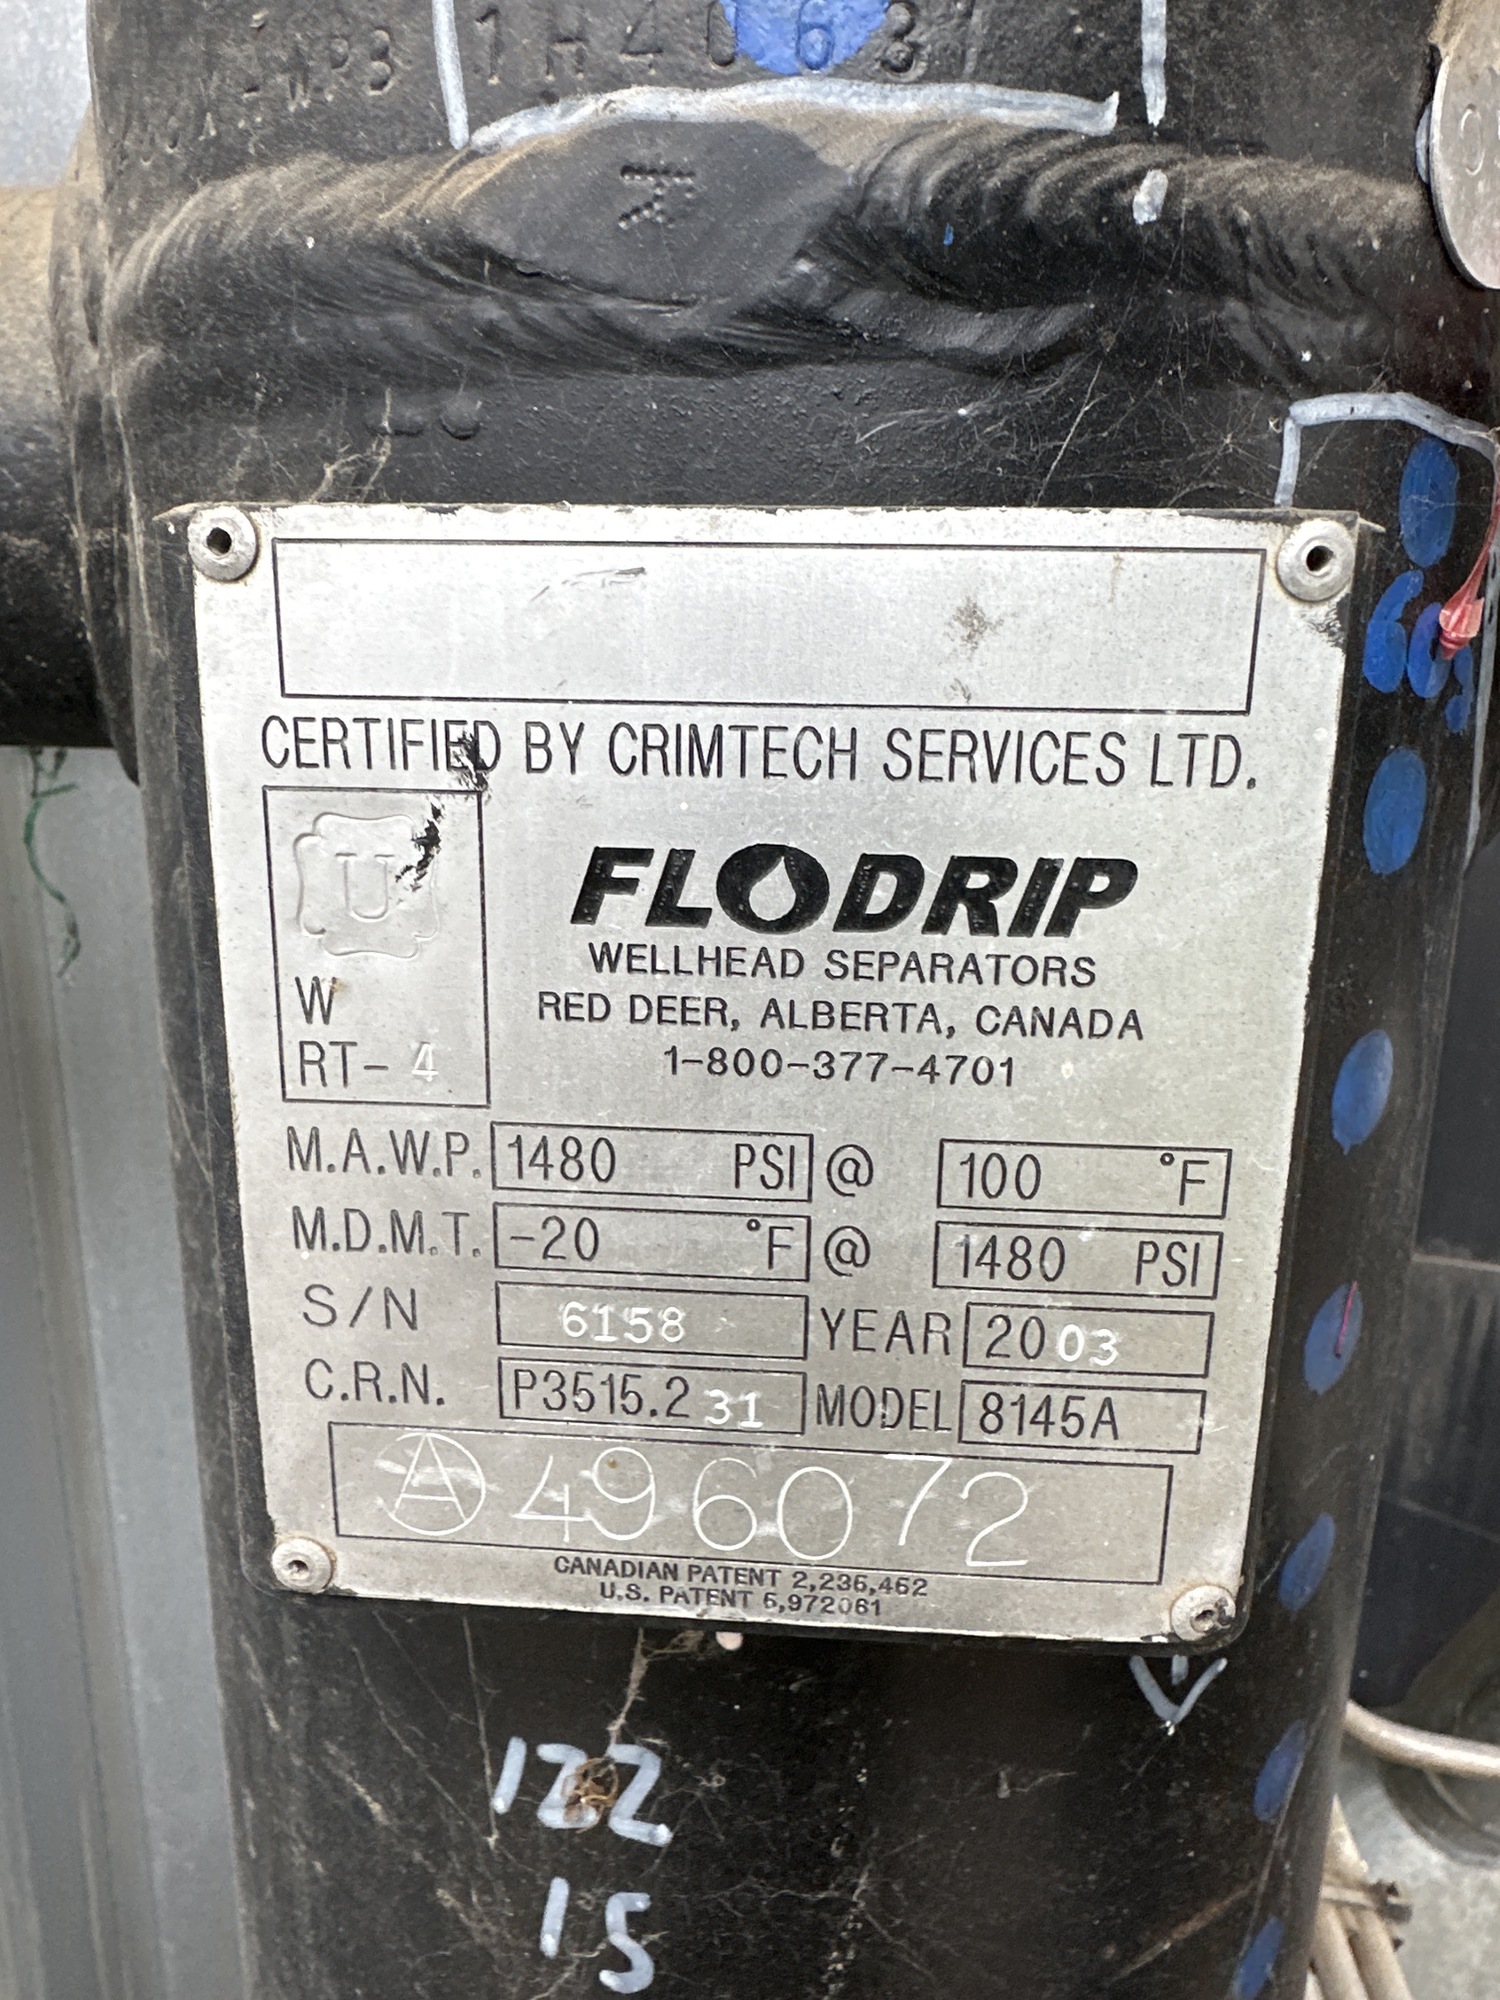 1H4068
K
CERTIFIED BY CRIMTECH SERVICES LTD.
U
W
RT- 4
FLODRIP
WELLHEAD SEPARATORS
RED DEER, ALBERTA, CANADA
1-800-377-4701
M.A.W.P. 1480 PSI @ 100 °F
M.D.M.T. -20 °F @ 1480 PSI
S/N 6158 YEAR 2003
C.R.N. P3515.231 MODEL 8145A
A 496072
CANADIAN PATENT 2,236,462
U.S. PATENT 5,972061
122
15